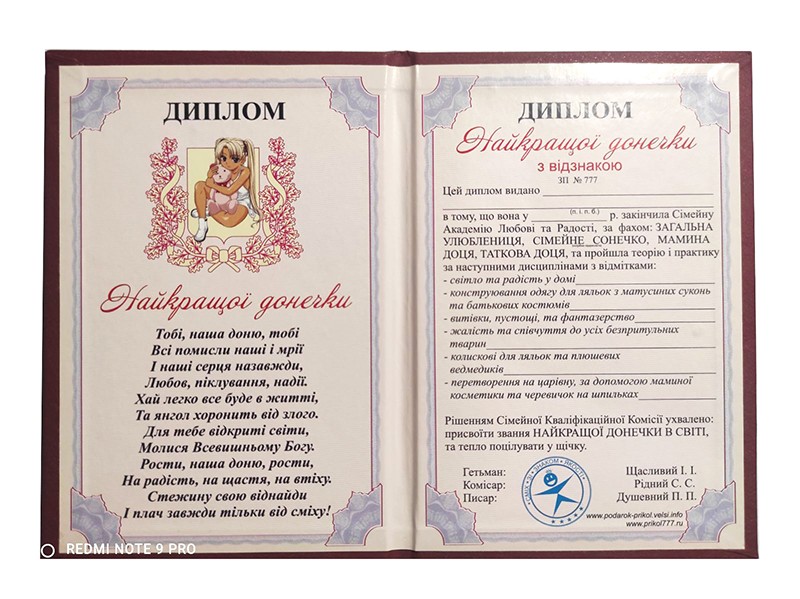 ДИПЛОМ
Найкращої донечки
Тобі, наша доню, тобі
Всі помисли наші і мрії
І наші серця назавжди,
Любов, піклування, надії.
Хай легко все буде в житті,
Та янгол хоронить від злого.
Для тебе відкриті світи,
Молися Всевишньому Богу.
Рости, наша доню, рости,
На радість, на щастя, на втіху.
Стежину свою віднайди
І плач завжди тільки від сміху!
ДИПЛОМ
Найкращої донечки
з відзнакою
ЗП № 777
Цей диплом видано
(п. і. п. б.)
в тому, що вона у р. закінчила Сімейну
Академію Любові та Радості, за фахом: ЗАГАЛЬНА
УЛЮБЛЕНИЦЯ, СІМЕЙНЕ СОНЕЧКО, МАМИНА
ДОЦЯ, ТАТКОВА ДОЦЯ, та пройшла теорію і практику
за наступними дисциплінами з відмітками:
- світло та радість у домі
- конструювання одягу для ляльок з матусиних суконь
та батькових костюмів
- витівки, пустощі, та фантазерство
- жалість та співчуття до усіх безпритульних
тварин
- колискові для ляльок та плюшевих
ведмедиків
- перетворення на царівну, за допомогою маминої
косметики та черевичок на шпильках
Рішенням Сімейної Кваліфікаційної Комісії ухвалено:
присвоїти звання НАЙКРАЩОЇ ДОНЕЧКИ В СВІТІ,
та тепло поцілувати у щічку.
Гетьман: Щасливий І. І.
Комісар: Рідний С. С.
Писар: Душевний П. П.
СМІХ ЗІ ЗНАКОМ ЯКОСТІ
www.podarok-prikol.velsi.info
www.prikol777.ru
REDMI NOTE 9 PRO